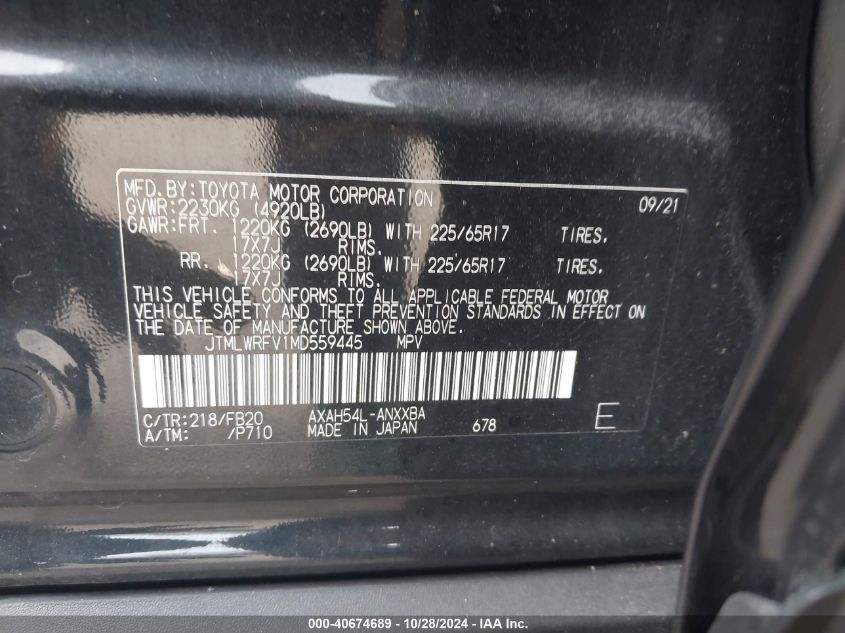 MFD.BY:TOYOTA MOTOR CORPORATION 09/21
GVWR:2230KG (4920LB)
GAWR:FRT. 1220KG (2690LB) WITH 225/65R17 TIRES.
17X7J RIMS.
RR. 1220KG (2690LB) WITH 225/65R17 TIRES.
17X7J RIMS.
THIS VEHICLE CONFORMS TO ALL APPLICABLE FEDERAL MOTOR
VEHICLE SAFETY AND THEFT PREVENTION STANDARDS IN EFFECT ON
THE DATE OF MANUFACTURE SHOWN ABOVE.
JTMLWRFV1MD559445 MPV
C/TR:218/FB20 AXAH54L-ANXXBA
A/TM: /P710 MADE IN JAPAN 678 E
000-40674689 - 10/28/2024 - IAA Inc.